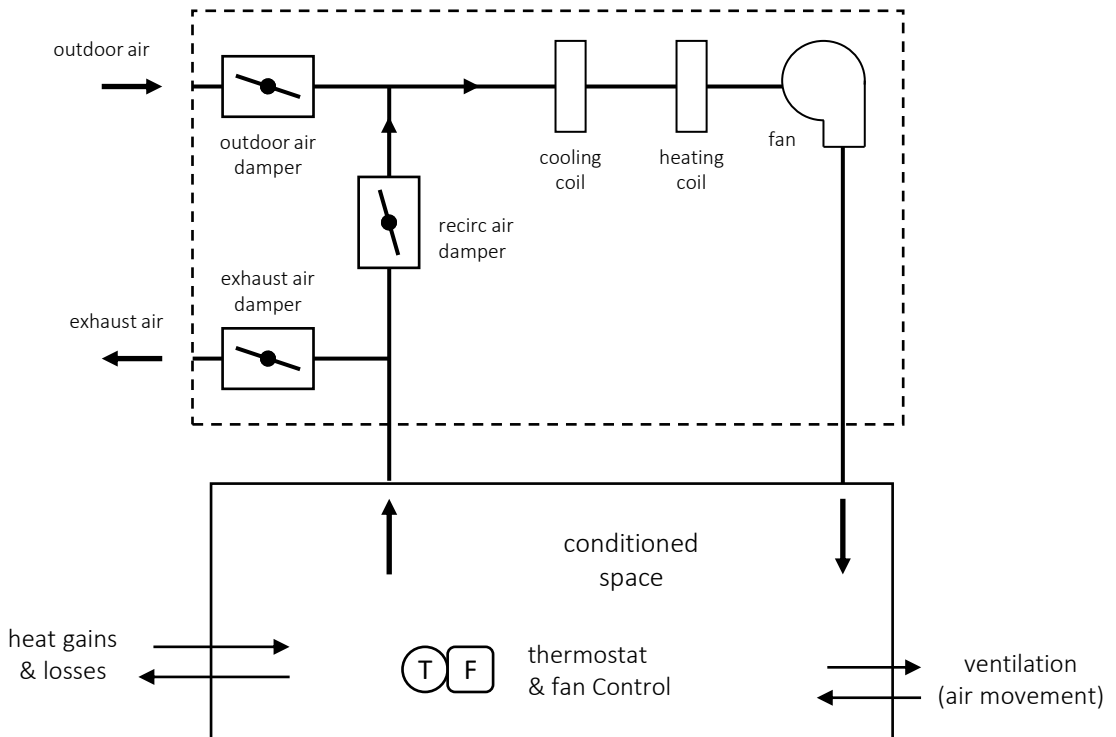 outdoor air
outdoor air
damper
cooling
coil
heating
coil
fan
recirc air
damper
exhaust air
damper
exhaust air
conditioned
space
heat gains
& losses
T F
thermostat
& fan Control
ventilation
(air movement)